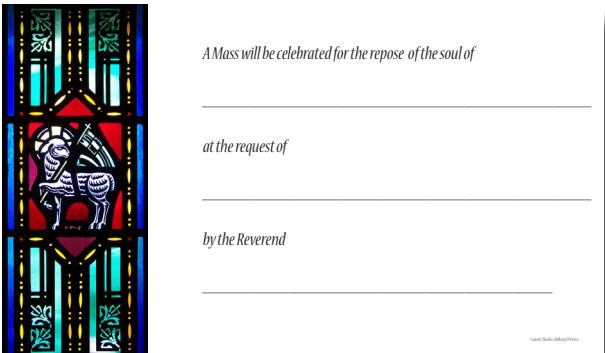 A Mass will be celebrated for the repose of the soul of
at the request of
by the Reverend
Saint Bede Abbey Press